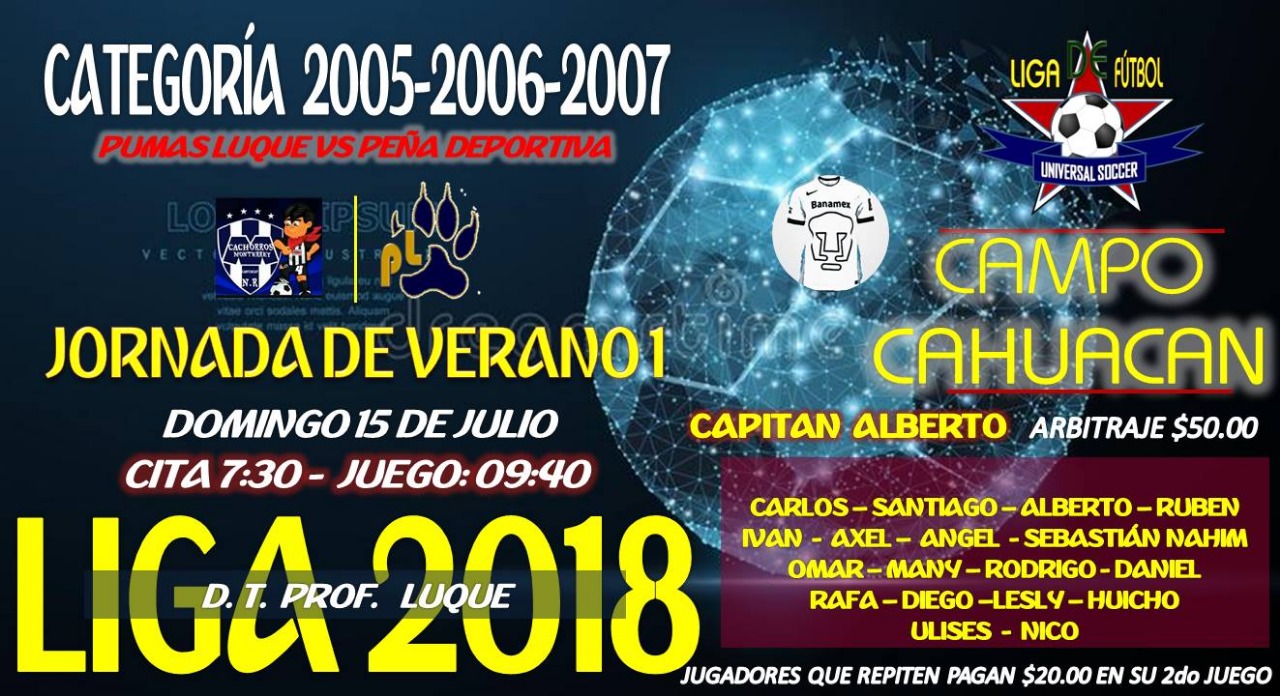 CATEGORÍA 2005-2006-2007
PUMAS LUQUE VS PEÑA DEPORTIVA
LIGA DE FÚTBOL
UNIVERSAL SOCCER
CACHORROS
MONTERREY
N.R
PL
Banamex
CAMPO
CAHUACAN
JORNADA DE VERANO 1
DOMINGO 15 DE JULIO
CITA 7:30 - JUEGO: 09:40
CAPITAN ALBERTO ARBITRAJE $50.00
CARLOS – SANTIAGO – ALBERTO – RUBEN
IVAN - AXEL – ANGEL - SEBASTIÁN NAHIM
OMAR – MANY – RODRIGO - DANIEL
RAFA – DIEGO –LESLY – HUICHO
ULISES - NICO
LIGA 2018
D. T. PROF. LUQUE
JUGADORES QUE REPITEN PAGAN $20.00 EN SU 2do JUEGO